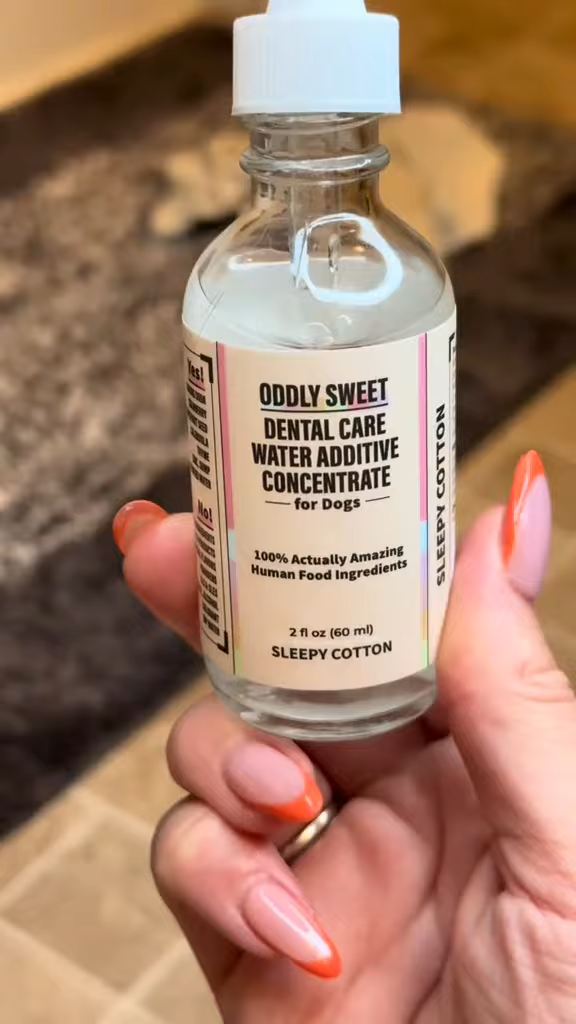 Yes!
No!
ODDLY SWEET
DENTAL CARE
WATER ADDITIVE
CONCENTRATE
for Dogs
100% Actually Amazing
Human Food Ingredients
2 fl oz (60 ml)
SLEEPY COTTON
SLEEPY COTTON